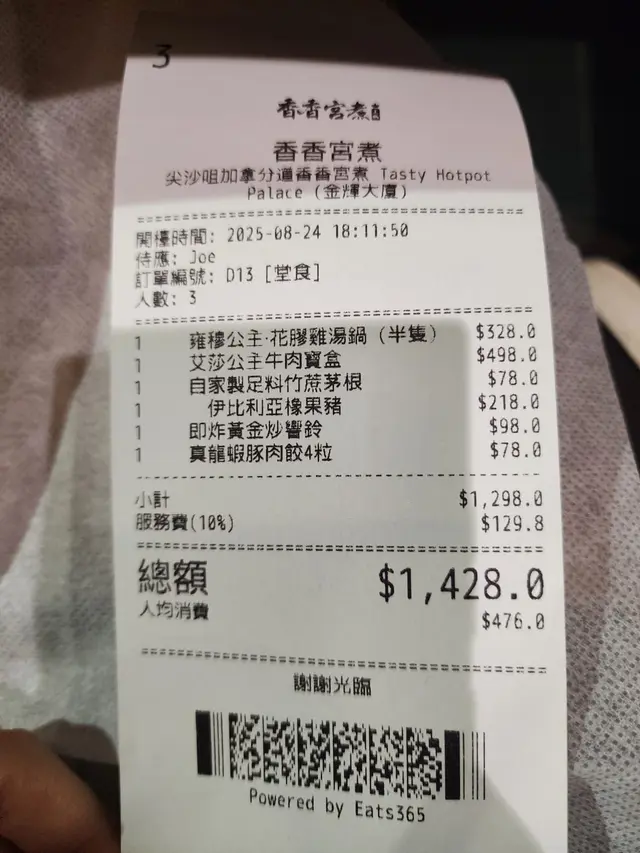 3
香香宮煮
香香宮煮
尖沙咀加拿分道香香宮煮 Tasty Hotpot
Palace (金輝大廈)
開檯時間: 2025-08-24 18:11:50
侍應: Joe
訂單編號: D13 [堂食]
人數: 3
1 雍穆公主·花膠雞湯鍋 (半隻) $328.0
1 艾莎公主牛肉寶盒 $498.0
1 自家製足料竹蔗茅根 $78.0
1 伊比利亞橡果豬 $218.0
1 即炸黃金炒響鈴 $98.0
1 真龍蝦豚肉餃4粒 $78.0
小計 $1,298.0
服務費(10%) $129.8
總額 $1,428.0
人均消費 $476.0
謝謝光臨
Powered by Eats365